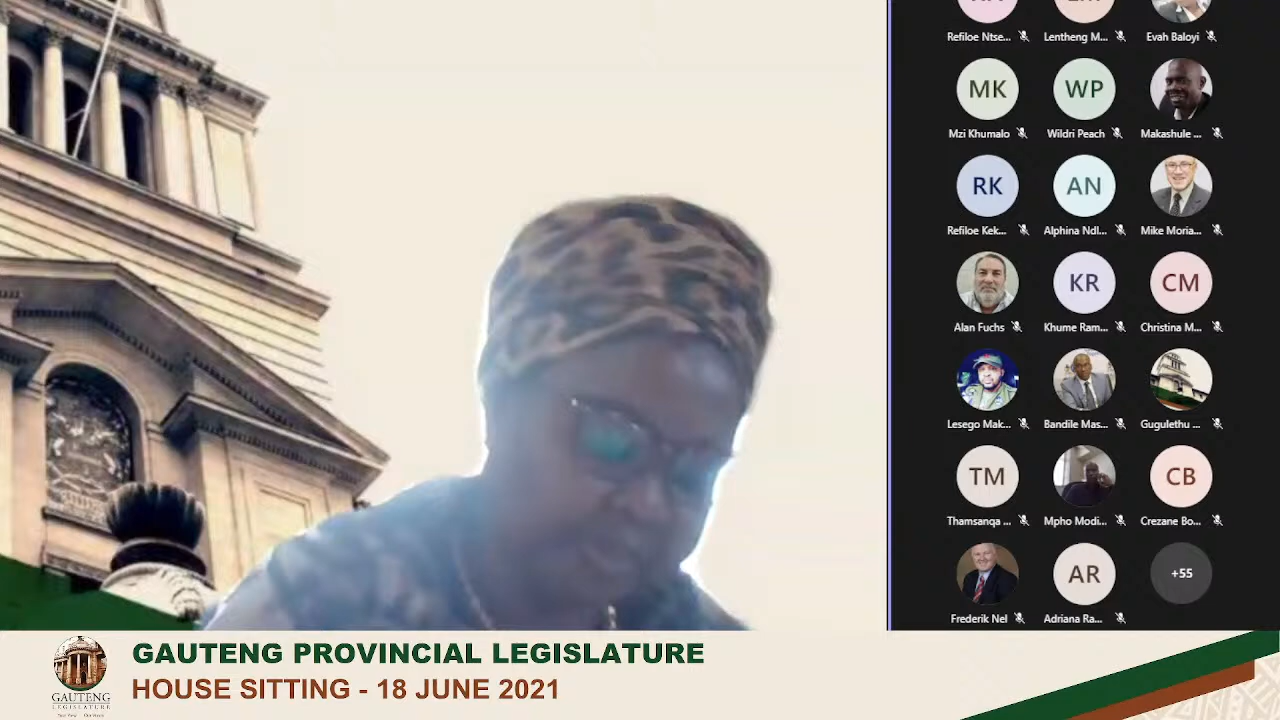 Refiloe Ntse...
Lentheng M...
Evah Baloyi
MK
WP
Mzi Khumalo
Wildri Peach
Makashule ...
RK
AN
Refiloe Kek...
Alphina Ndl...
Mike Moria...
KR
CM
Alan Fuchs
Khume Ram...
Christina M...
Lesego Mak...
Bandile Mas...
Gugulethu ...
TM
CB
Thamsanqa ...
Mpho Modi...
Crezane Bo...
AR
+55
Frederik Nel
Adriana Ra...
GAUTENG PROVINCIAL LEGISLATURE
HOUSE SITTING - 18 JUNE 2021
GAUTENG
LEGISLATURE